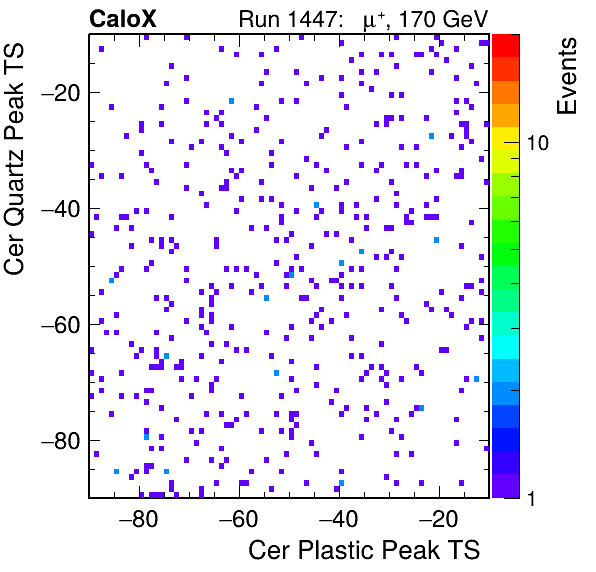 CaloX Run 1447: μ⁺, 170 GeV
Cer Quartz Peak TS
−20
−40
−60
−80
−80 −60 −40 −20
Cer Plastic Peak TS
Events
10
1